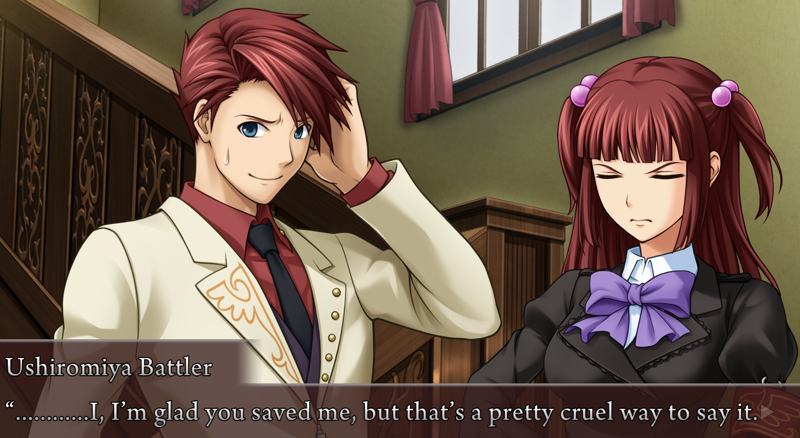 Ushiromiya Battler
“............I, I’m glad you saved me, but that’s a pretty cruel way to say it.